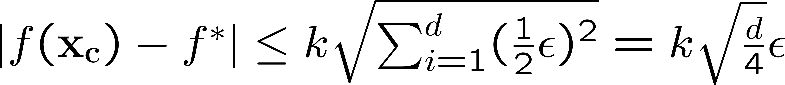 |f(𝐱_𝐜) − f*| ≤ k√(∑_{i=1}^{d} (½ϵ)²) = k√(d/4) ϵ